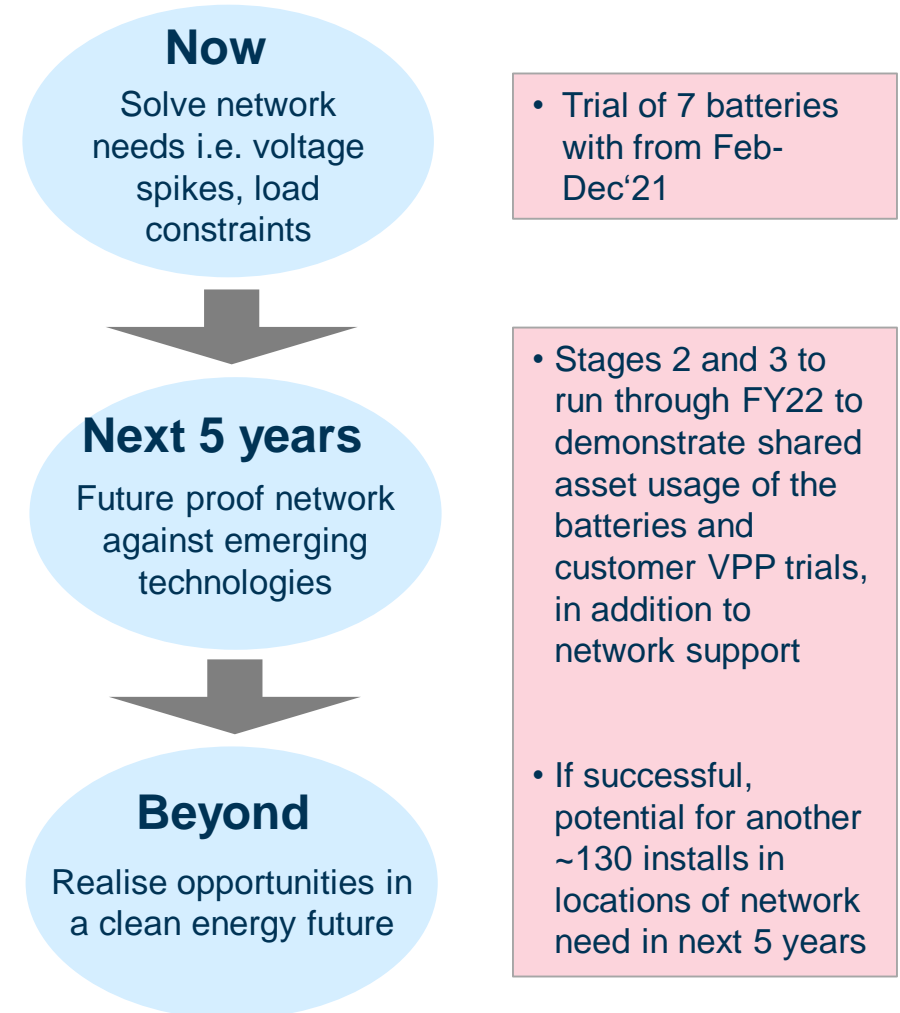 Now
Solve network
needs i.e. voltage
spikes, load
constraints
• Trial of 7 batteries
with from Feb-
Dec‘21
Next 5 years
Future proof network
against emerging
technologies
• Stages 2 and 3 to
run through FY22 to
demonstrate shared
asset usage of the
batteries and
customer VPP trials,
in addition to
network support
Beyond
Realise opportunities in
a clean energy future
• If successful,
potential for another
~130 installs in
locations of network
need in next 5 years